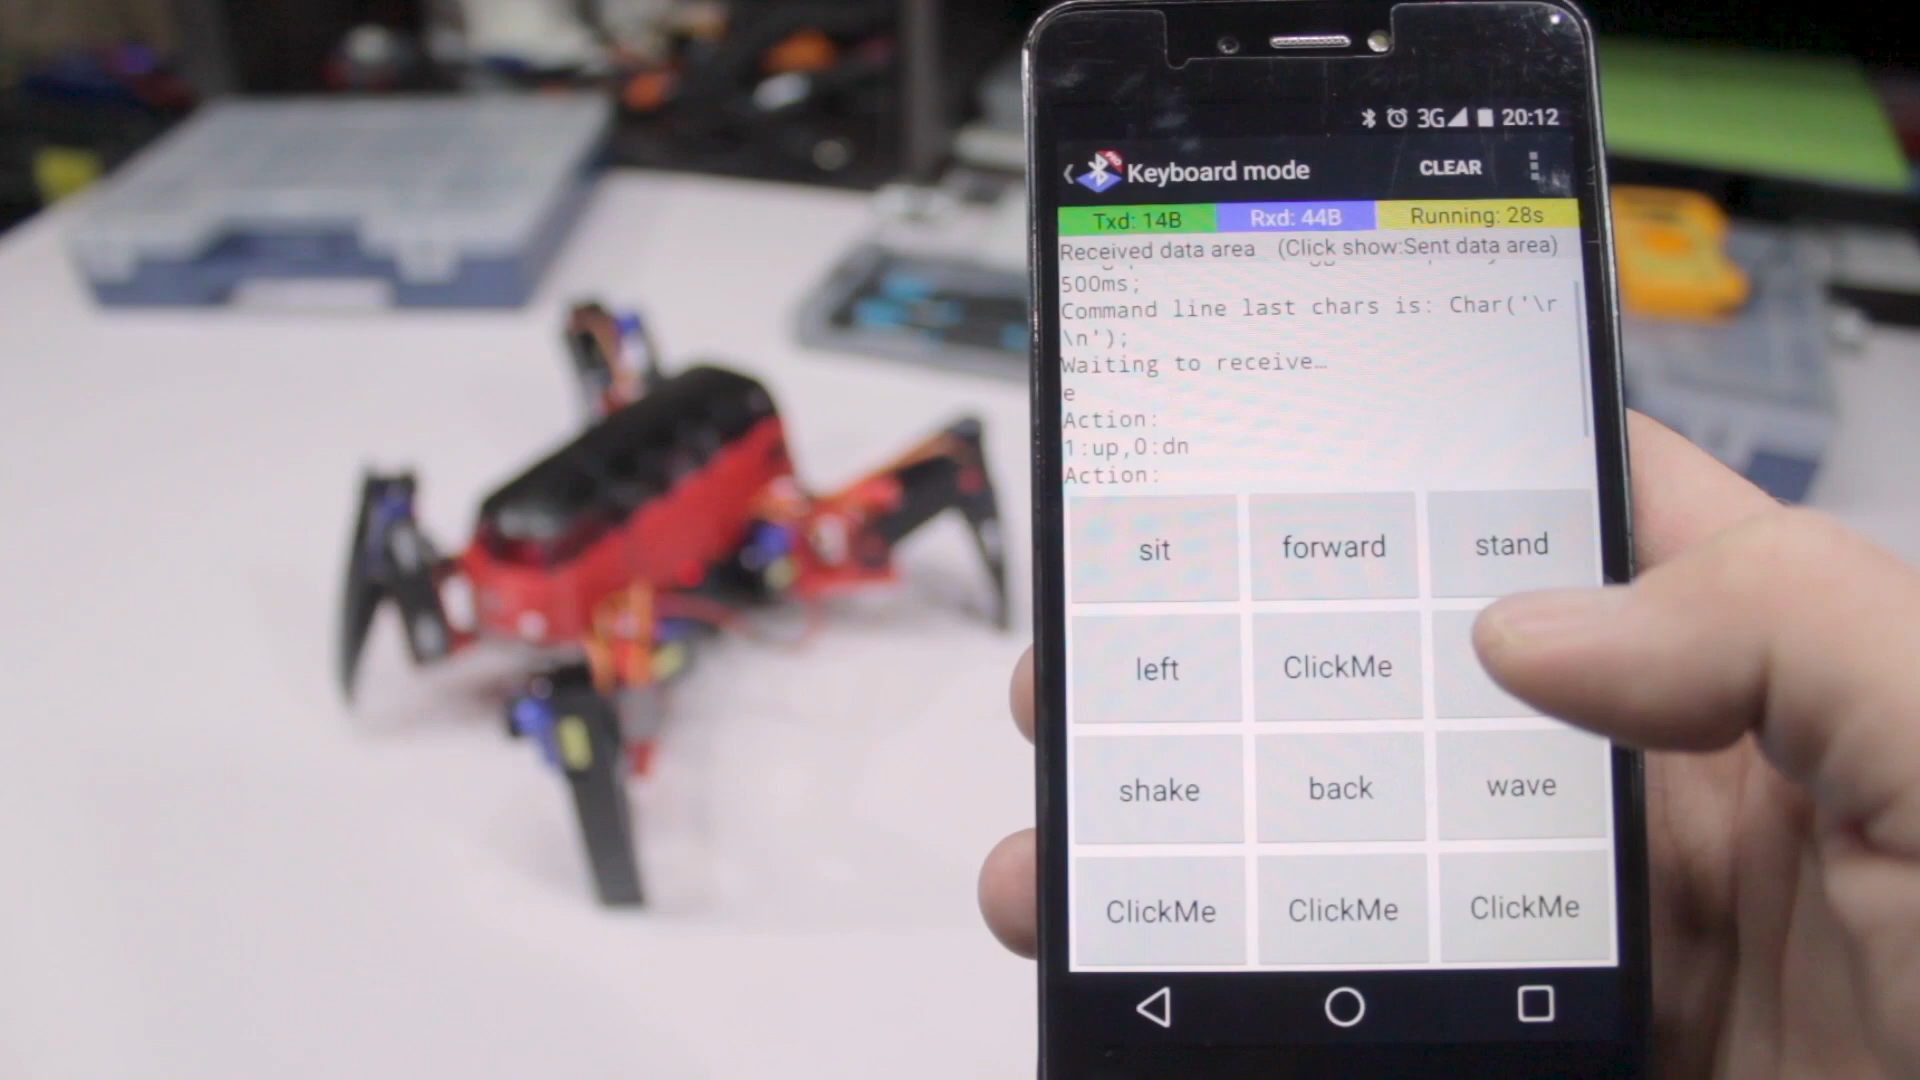 3G 20:12
Keyboard mode CLEAR
Txd: 14B Rxd: 44B Running: 28s
Received data area (Click show:Sent data area)
500ms;
Command line last chars is: Char('\r
\n');
Waiting to receive…
e
Action:
1:up,0:dn
Action:
sit forward stand
left ClickMe
shake back wave
ClickMe ClickMe ClickMe